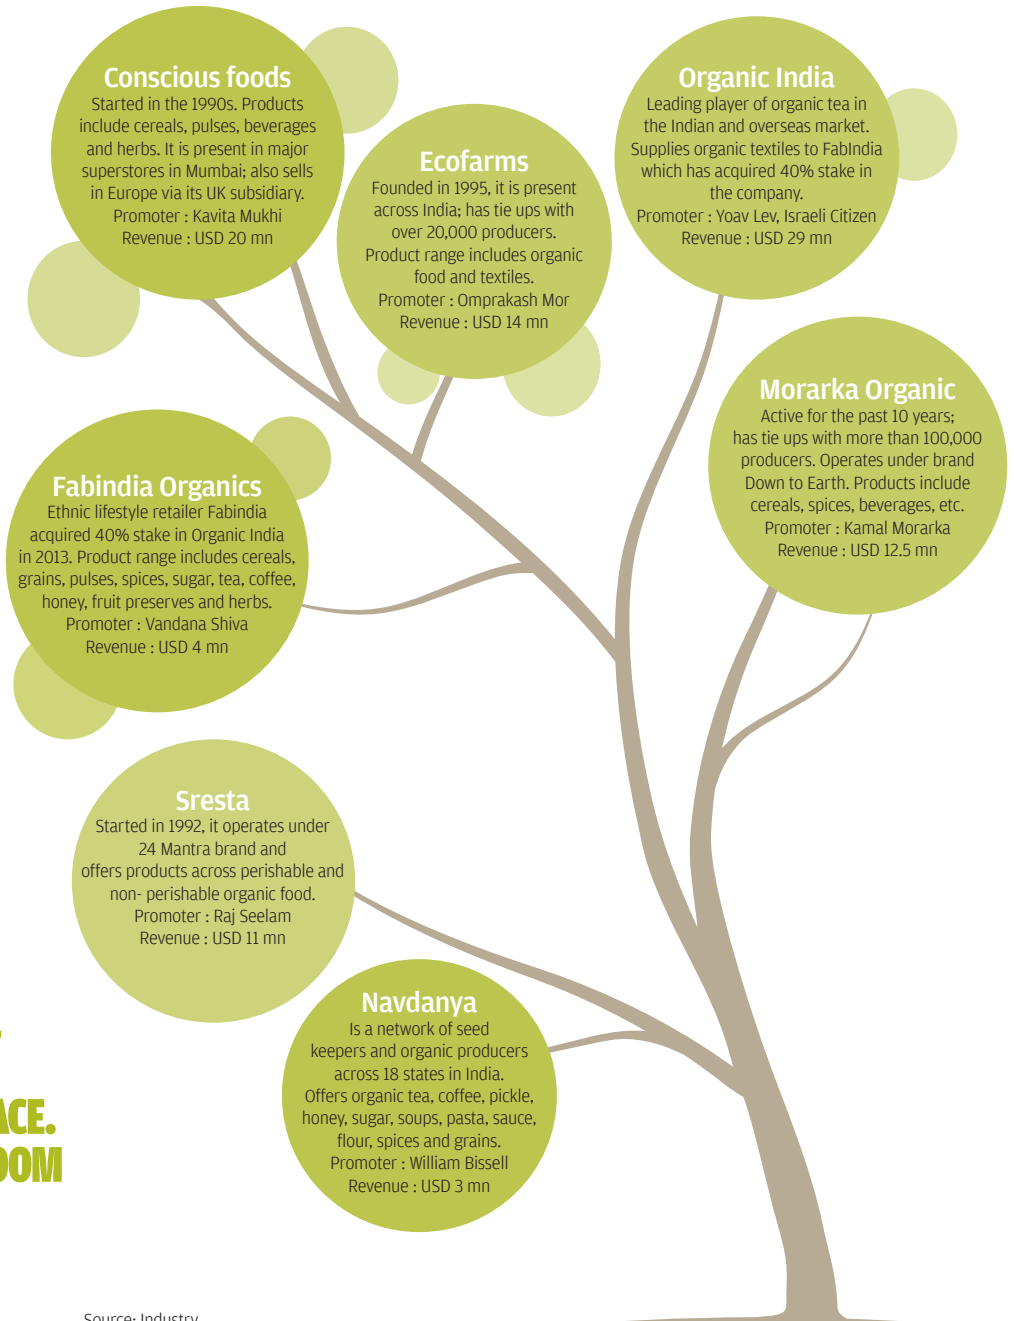 Conscious foods
Started in the 1990s. Products
include cereals, pulses, beverages
and herbs. It is present in major
superstores in Mumbai; also sells
in Europe via its UK subsidiary.
Promoter : Kavita Mukhi
Revenue : USD 20 mn
Ecofarms
Founded in 1995, it is present
across India; has tie ups with
over 20,000 producers.
Product range includes organic
food and textiles.
Promoter : Omprakash Mor
Revenue : USD 14 mn
Organic India
Leading player of organic tea in
the Indian and overseas market.
Supplies organic textiles to FabIndia
which has acquired 40% stake in
the company.
Promoter : Yoav Lev, Israeli Citizen
Revenue : USD 29 mn
Morarka Organic
Active for the past 10 years;
has tie ups with more than 100,000
producers. Operates under brand
Down to Earth. Products include
cereals, spices, beverages, etc.
Promoter : Kamal Morarka
Revenue : USD 12.5 mn
Fabindia Organics
Ethnic lifestyle retailer Fabindia
acquired 40% stake in Organic India
in 2013. Product range includes cereals,
grains, pulses, spices, sugar, tea, coffee,
honey, fruit preserves and herbs.
Promoter : Vandana Shiva
Revenue : USD 4 mn
Sresta
Started in 1992, it operates under
24 Mantra brand and
offers products across perishable and
non- perishable organic food.
Promoter : Raj Seelam
Revenue : USD 11 mn
Navdanya
Is a network of seed
keepers and organic producers
across 18 states in India.
Offers organic tea, coffee, pickle,
honey, sugar, soups, pasta, sauce,
flour, spices and grains.
Promoter : William Bissell
Revenue : USD 3 mn
Source: Industry